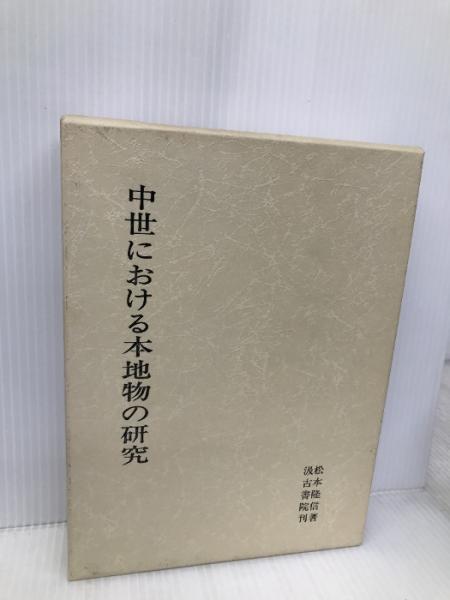 中世における本地物の研究
松本隆信著
汲古書院刊